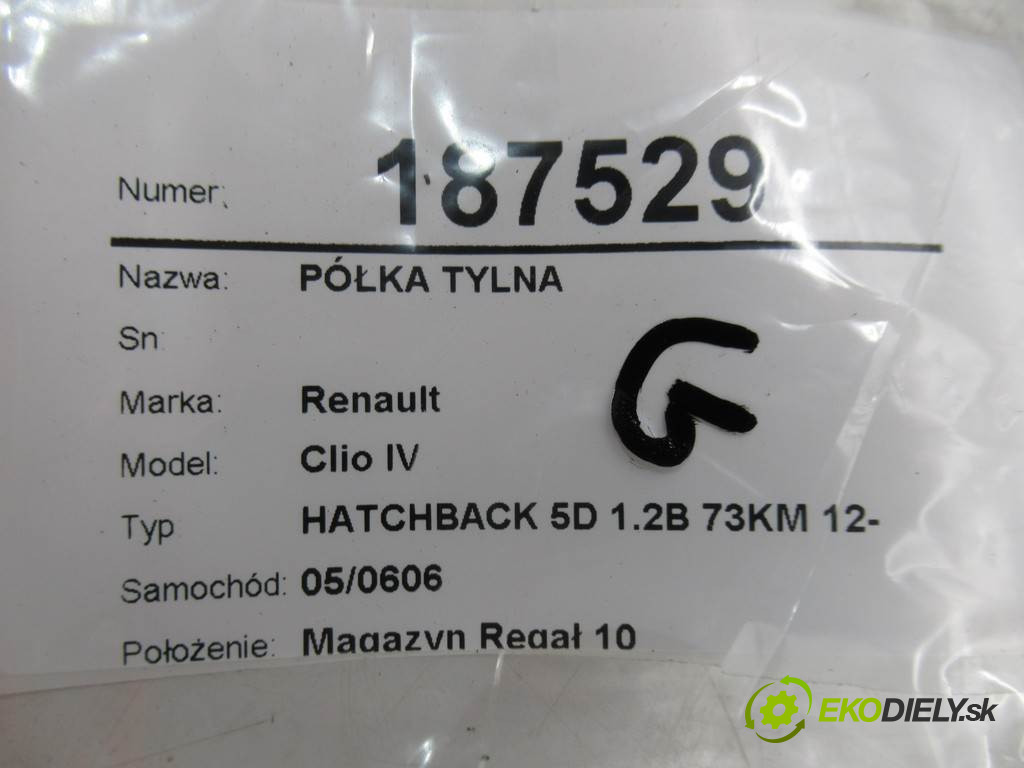 Numer: 187529
Nazwa: PÓŁKA TYLNA
Sn:
G
Marka: Renault
Model: Clio IV
Typ HATCHBACK 5D 1.2B 73KM 12-
Samochód: 05/0606
Położenie: Magazyn Regał 10
EKODIELY.sk